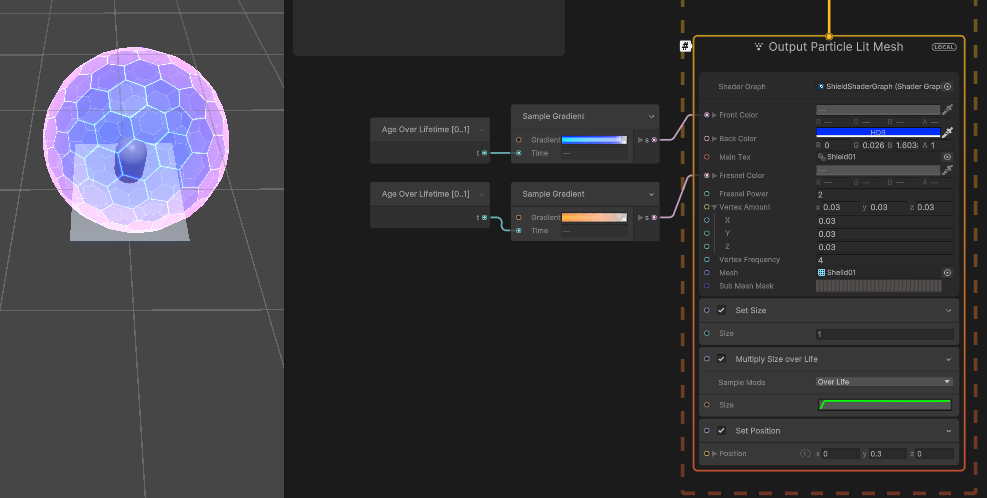 # Output Particle Lit Mesh LOCAL
Shader Graph ShieldShaderGraph (Shader Grap
Age Over Lifetime [0..1]
t
Sample Gradient
Gradient s
Time —
Age Over Lifetime [0..1]
t
Sample Gradient
Gradient s
Time —
Front Color —
R — G — B — A —
Back Color HDR
R 0 G 0.026 B 1.603 A 1
Main Tex Shield01
Fresnel Color —
R — G — B — A —
Fresnel Power 2
Vertex Amount x 0.03 y 0.03 z 0.03
X 0.03
Y 0.03
Z 0.03
Vertex Frequency 4
Mesh Sheild01
Sub Mesh Mask
Set Size
Size 1
Multiply Size over Life
Sample Mode Over Life
Size
Set Position
Position L x 0 y 0.3 z 0